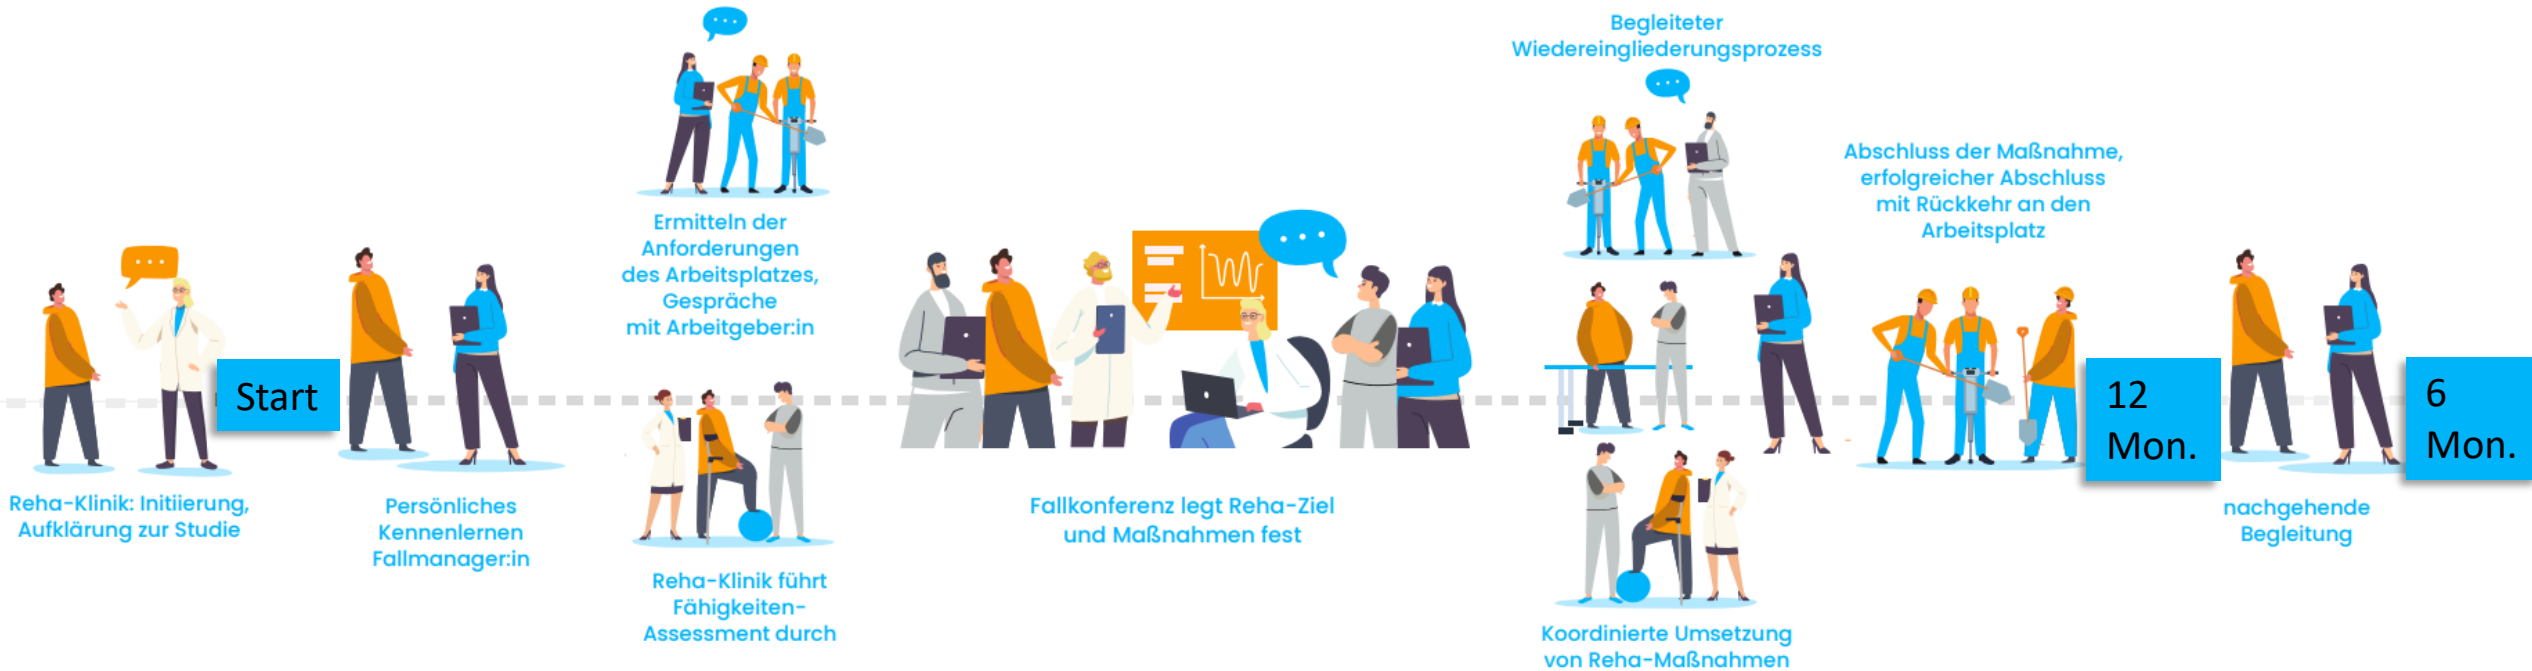 Reha-Klinik: Initiierung,
Aufklärung zur Studie
Start
Persönliches
Kennenlernen
Fallmanager:in
Ermitteln der
Anforderungen
des Arbeitsplatzes,
Gespräche
mit Arbeitgeber:in
Reha-Klinik führt
Fähigkeiten-
Assessment durch
Fallkonferenz legt Reha-Ziel
und Maßnahmen fest
Begleiteter
Wiedereingliederungsprozess
Koordinierte Umsetzung
von Reha-Maßnahmen
Abschluss der Maßnahme,
erfolgreicher Abschluss
mit Rückkehr an den
Arbeitsplatz
12
Mon.
nachgehende
Begleitung
6
Mon.